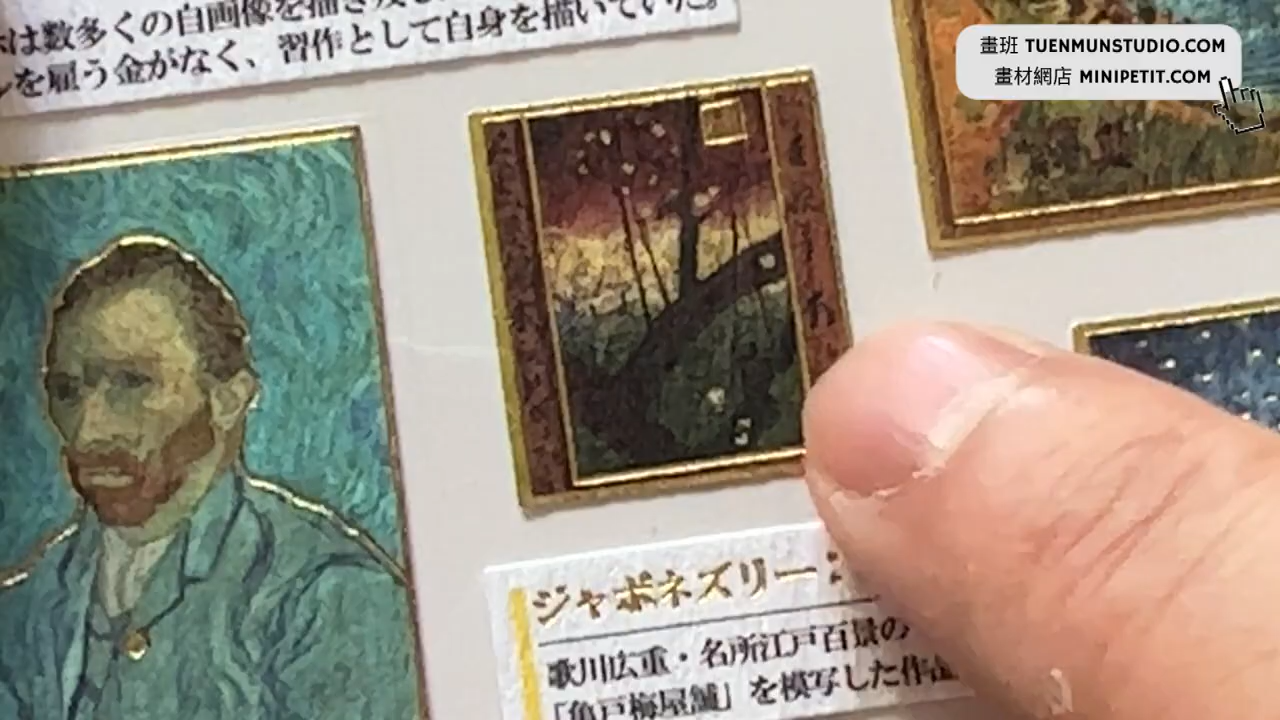 は数多くの自画像を描き残し
を雇う金がなく、習作として自身を描いていた。
畫班 TUENMUNSTUDIO.COM
畫材網店 MINIPETIT.COM
ジャポネズリー：
歌川広重・名所江戸百景の
「亀戸梅屋舗」を模写した作品